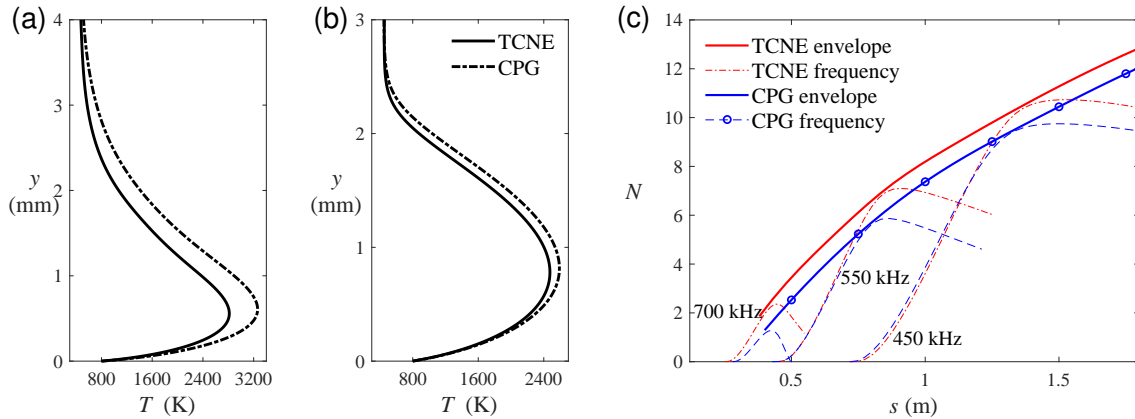 (a)
4
3
2
1
0
y
(mm)
800 1600 2400 3200
T (K)
(b)
TCNE
CPG
3
2
1
0
y
(mm)
800 1600 2400
T (K)
(c)
TCNE envelope
TCNE frequency
CPG envelope
CPG frequency
14
12
10
8
6
4
2
0
N
700 kHz
550 kHz
450 kHz
0.5 1 1.5
s (m)